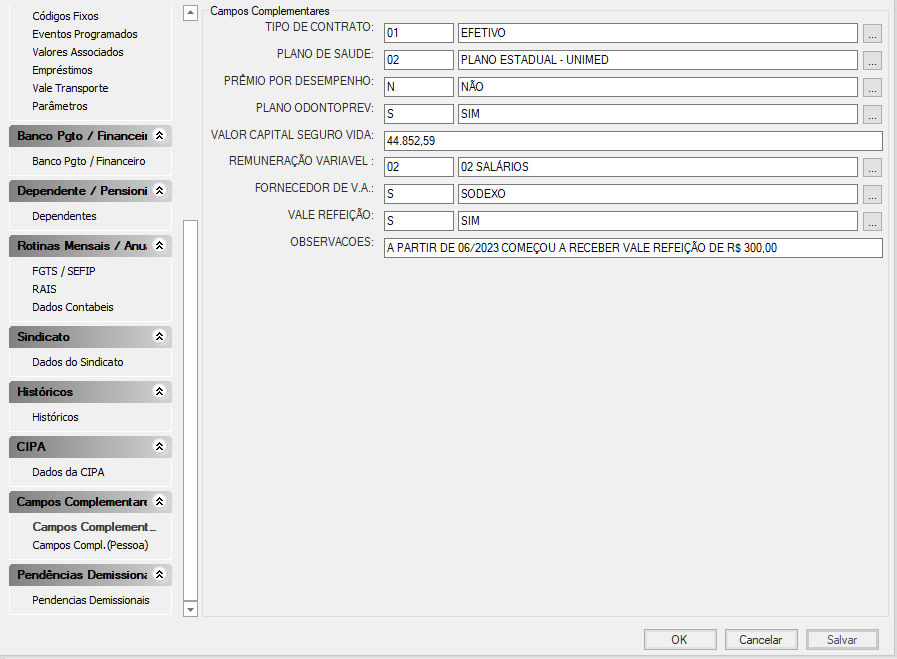 Códigos Fixos
Eventos Programados
Valores Associados
Empréstimos
Vale Transporte
Parâmetros
Banco Pgto / Financeir
Banco Pgto / Financeiro
Dependente / Pensioni
Dependentes
Rotinas Mensais / Anu
FGTS / SEFIP
RAIS
Dados Contabeis
Sindicato
Dados do Sindicato
Históricos
Históricos
CIPA
Dados da CIPA
Campos Complementare
Campos Complement...
Campos Compl.(Pessoa)
Pendências Demissiona
Pendencias Demissionais
Campos Complementares
TIPO DE CONTRATO: 01 EFETIVO ...
PLANO DE SAUDE: 02 PLANO ESTADUAL - UNIMED ...
PRÊMIO POR DESEMPENHO: N NÃO ...
PLANO ODONTOPREV: S SIM ...
VALOR CAPITAL SEGURO VIDA: 44.852,59
REMUNERAÇÃO VARIAVEL : 02 02 SALÁRIOS ...
FORNECEDOR DE V.A.: S SODEXO ...
VALE REFEIÇÃO: S SIM ...
OBSERVACOES: A PARTIR DE 06/2023 COMEÇOU A RECEBER VALE REFEIÇÃO DE R$ 300,00
OK Cancelar Salvar